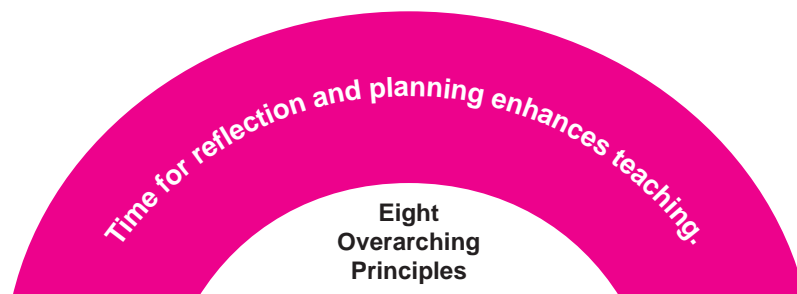 Time for reflection and planning enhances teaching.
Eight
Overarching
Principles